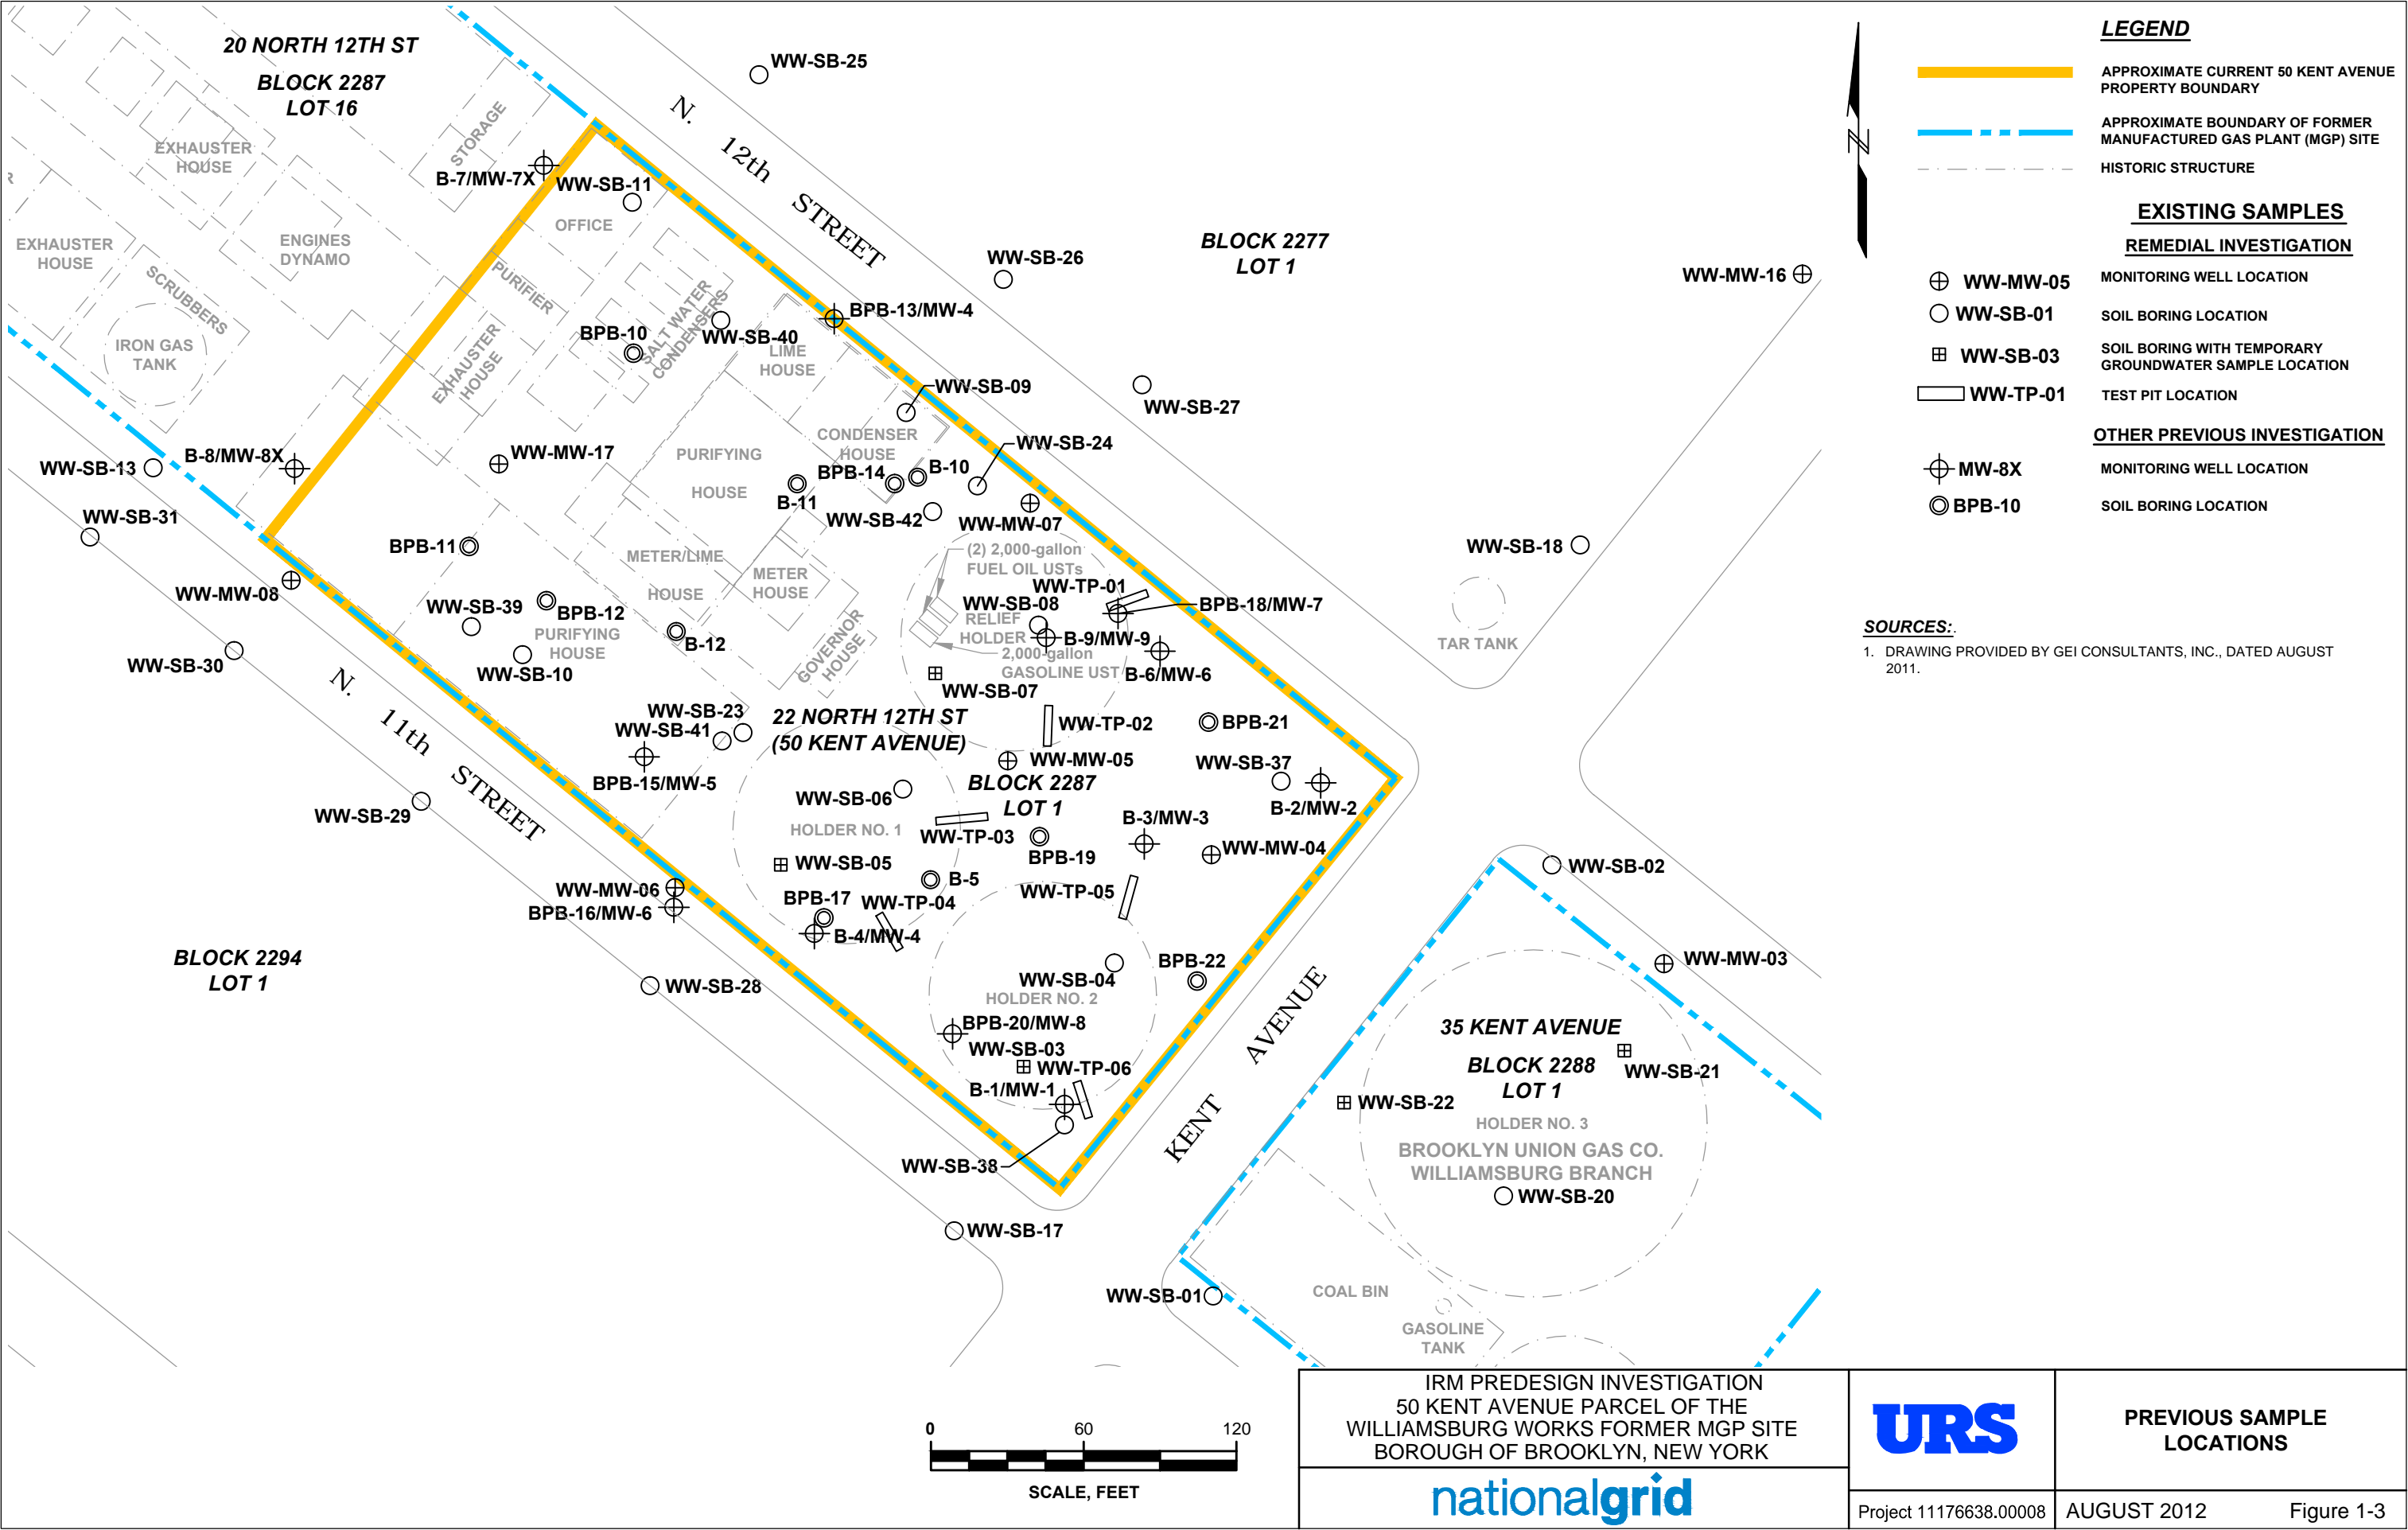 20 NORTH 12TH ST
BLOCK 2287
LOT 16
EXHAUSTER
HOUSE
STORAGE
EXHAUSTER
HOUSE
ENGINES
DYNAMO
SCRUBBERS
IRON GAS
TANK
R
B-7/MW-7X
WW-SB-11
OFFICE
PURIFIER
EXHAUSTER
HOUSE
BPB-10
SALT WATER
CONDENSERS
WW-SB-40
LIME
HOUSE
BPB-13/MW-4
WW-SB-25
N. 12th STREET
WW-SB-26
BLOCK 2277
LOT 1
WW-SB-27
WW-MW-16
WW-SB-09
WW-SB-24
CONDENSER
HOUSE
PURIFYING
HOUSE
BPB-14
B-10
B-11
WW-SB-42
WW-MW-07
WW-MW-17
B-8/MW-8X
WW-SB-13
WW-SB-31
WW-MW-08
WW-SB-30
BPB-11
WW-SB-39
BPB-12
PURIFYING
HOUSE
WW-SB-10
METER/LIME
HOUSE
METER
HOUSE
B-12
GOVERNOR
HOUSE
(2) 2,000-gallon
FUEL OIL USTs
WW-TP-01
WW-SB-08
RELIEF
HOLDER
BPB-18/MW-7
B-9/MW-9
2,000-gallon
GASOLINE UST
B-6/MW-6
WW-SB-07
WW-SB-18
TAR TANK
N. 11th STREET
WW-SB-23
WW-SB-41
BPB-15/MW-5
WW-SB-29
22 NORTH 12TH ST
(50 KENT AVENUE)
BLOCK 2287
LOT 1
WW-TP-02
WW-MW-05
BPB-21
WW-SB-37
B-2/MW-2
WW-SB-06
HOLDER NO. 1
WW-TP-03
BPB-19
B-3/MW-3
WW-MW-04
WW-SB-05
B-5
BPB-17
WW-TP-04
B-4/MW-4
WW-TP-05
WW-MW-06
BPB-16/MW-6
BLOCK 2294
LOT 1
WW-SB-28
WW-SB-04
BPB-22
HOLDER NO. 2
BPB-20/MW-8
WW-SB-03
WW-TP-06
B-1/MW-1
WW-SB-38
WW-SB-17
KENT AVENUE
WW-SB-02
WW-MW-03
35 KENT AVENUE
BLOCK 2288
LOT 1
WW-SB-21
WW-SB-22
HOLDER NO. 3
BROOKLYN UNION GAS CO.
WILLIAMSBURG BRANCH
WW-SB-20
WW-SB-01
COAL BIN
GASOLINE
TANK
N
LEGEND
APPROXIMATE CURRENT 50 KENT AVENUE
PROPERTY BOUNDARY
APPROXIMATE BOUNDARY OF FORMER
MANUFACTURED GAS PLANT (MGP) SITE
HISTORIC STRUCTURE
EXISTING SAMPLES
REMEDIAL INVESTIGATION
WW-MW-05 MONITORING WELL LOCATION
WW-SB-01 SOIL BORING LOCATION
WW-SB-03 SOIL BORING WITH TEMPORARY
GROUNDWATER SAMPLE LOCATION
WW-TP-01 TEST PIT LOCATION
OTHER PREVIOUS INVESTIGATION
MW-8X MONITORING WELL LOCATION
BPB-10 SOIL BORING LOCATION
SOURCES:.
1. DRAWING PROVIDED BY GEI CONSULTANTS, INC., DATED AUGUST
2011.
0 60 120
SCALE, FEET
IRM PREDESIGN INVESTIGATION
50 KENT AVENUE PARCEL OF THE
WILLIAMSBURG WORKS FORMER MGP SITE
BOROUGH OF BROOKLYN, NEW YORK
nationalgrid
URS
Project 11176638.00008
PREVIOUS SAMPLE
LOCATIONS
AUGUST 2012 Figure 1-3